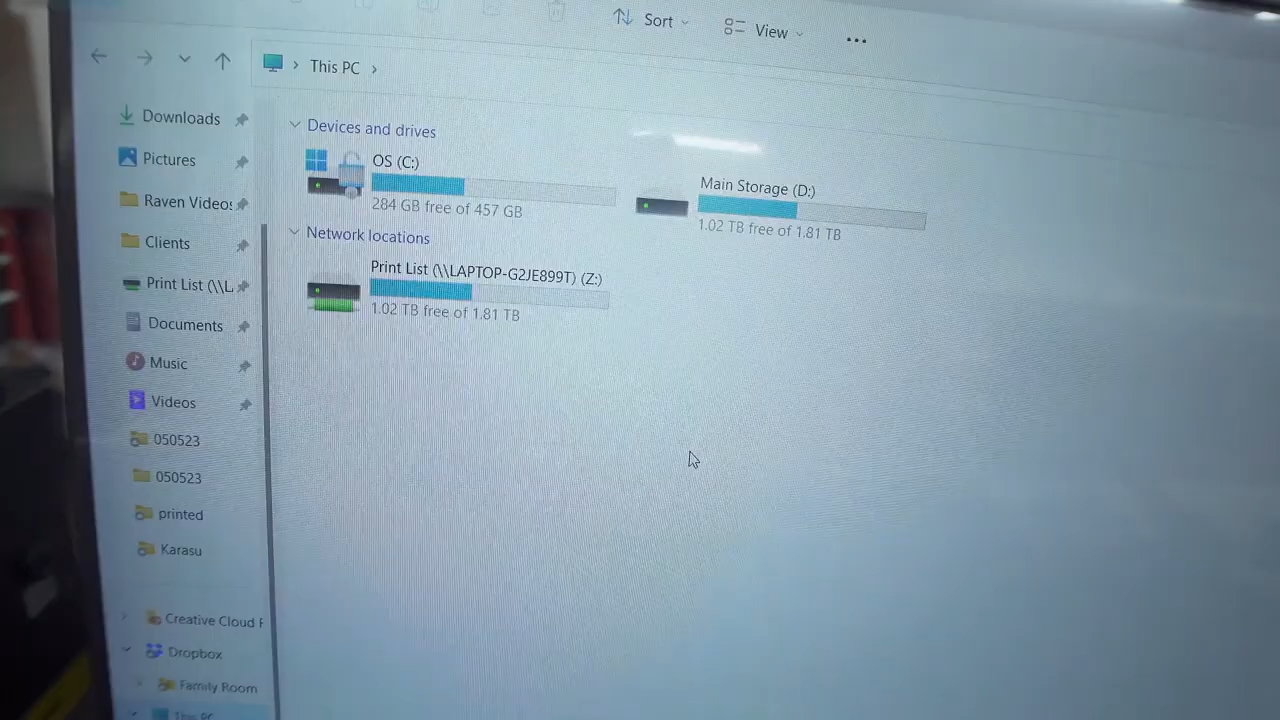 Sort
View
This PC
Downloads
Pictures
Raven Videos
Clients
Print List (\\L
Documents
Music
Videos
050523
050523
printed
Karasu
Creative Cloud F
Dropbox
Family Room
This PC
Devices and drives
OS (C:)
284 GB free of 457 GB
Main Storage (D:)
1.02 TB free of 1.81 TB
Network locations
Print List (\\LAPTOP-G2JE899T) (Z:)
1.02 TB free of 1.81 TB